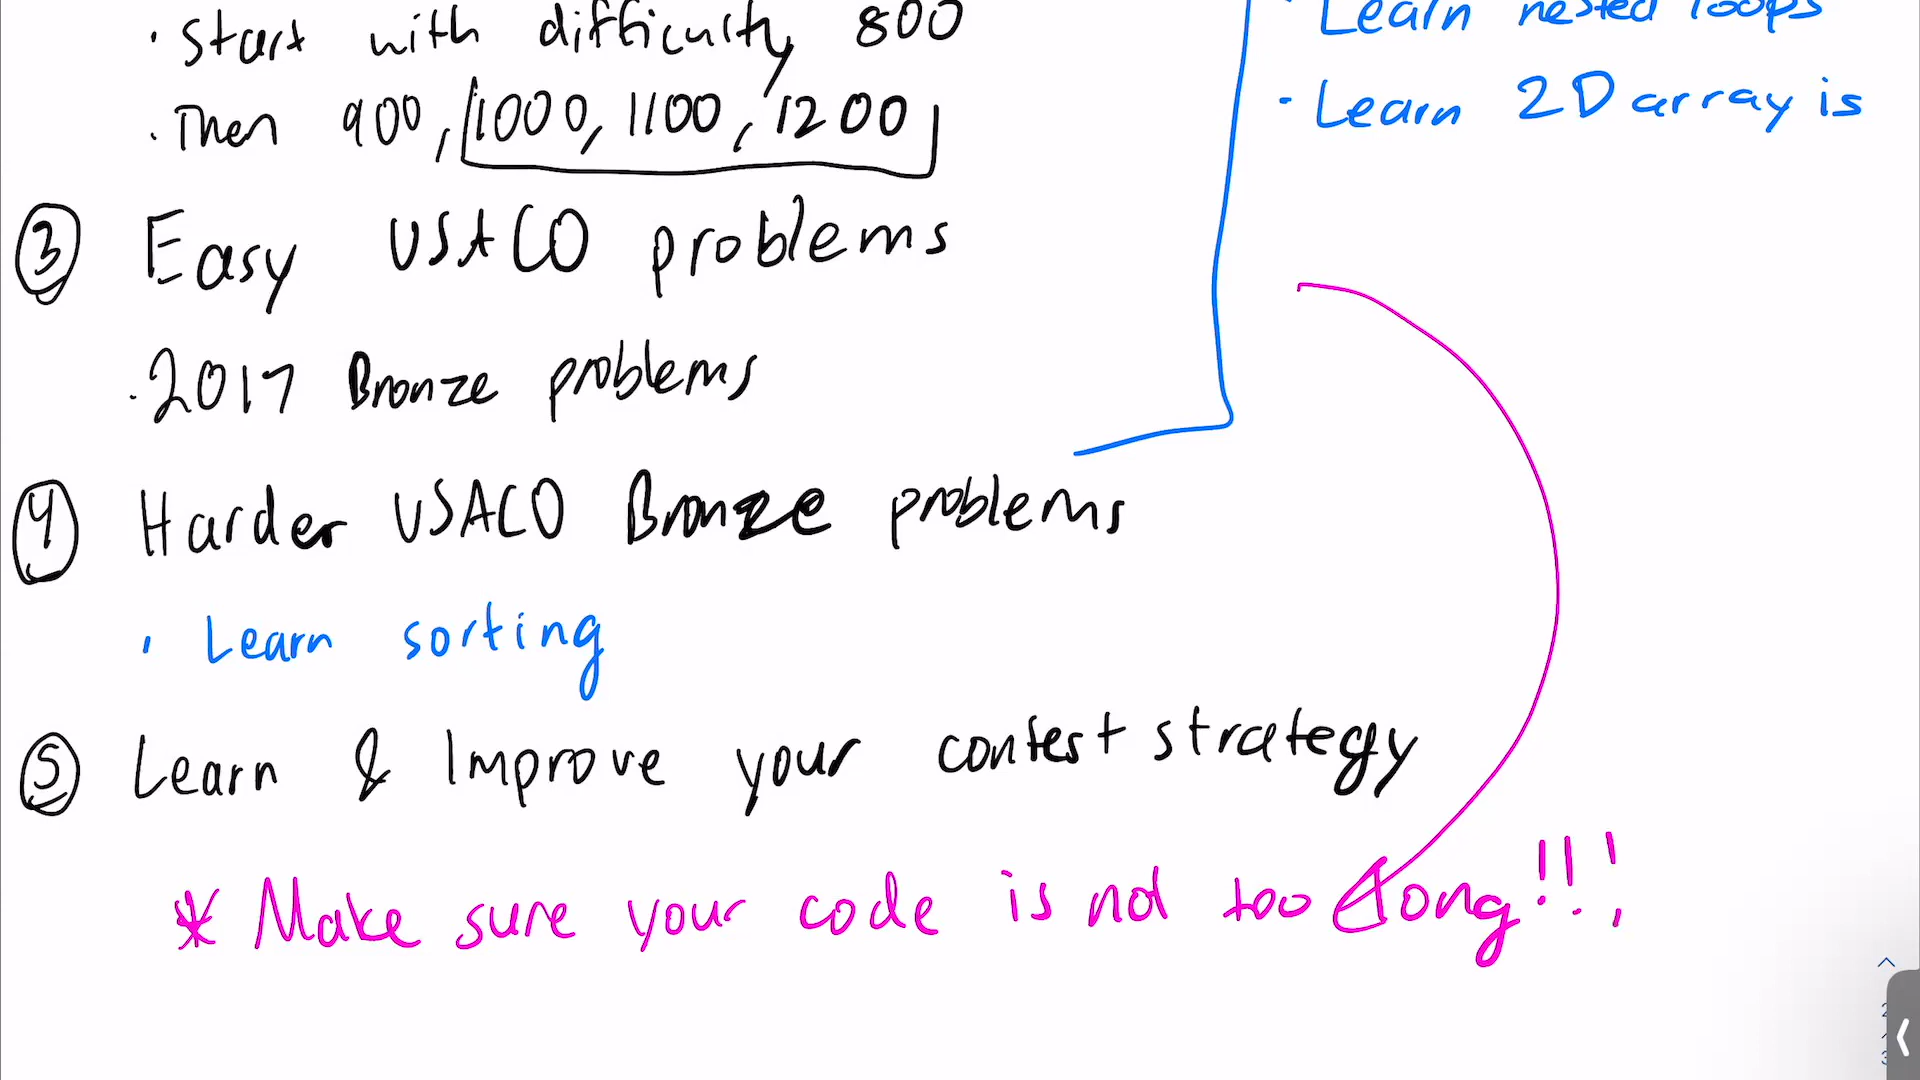 · Start with difficulty 800
· Then 900, 1000, 1100, 1200
③ Easy USACO problems
· 2017 Bronze problems
④ Harder USACO Bronze problems
· Learn sorting
⑤ Learn & Improve your contest strategy
* Make sure your code is not too long!!!
· Learn nested loops
· Learn 2D array is